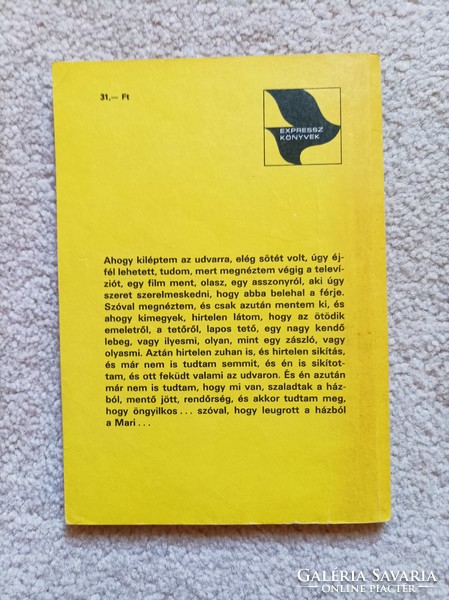 31,— Ft
EXPRESSZ
KÖNYVEK
Ahogy kiléptem az udvarra, elég sötét volt, úgy éj-
fél lehetett, tudom, mert megnéztem végig a televí-
ziót, egy film ment, olasz, egy asszonyról, aki úgy
szeret szerelmeskedni, hogy abba belehal a férje.
Szóval megnéztem, és csak azután mentem ki, és
ahogy kimegyek, hirtelen látom, hogy az ötödik
emeletről, a tetőről, lapos tető, egy nagy kendő
lebeg, vagy ilyesmi, olyan, mint egy zászló, vagy
olyasmi. Aztán hirtelen zuhan is, és hirtelen sikítás,
és már nem is tudtam semmit, és én is sikítot-
tam, és ott feküdt valami az udvaron. És én azután
már nem is tudtam, hogy mi van, szaladtak a ház-
ból, mentő jött, rendőrség, és akkor tudtam meg,
hogy öngyilkos... szóval, hogy leugrott a házból
a Mari...
GALÉRIA SAVARIA
ONLINE PIACTÉR